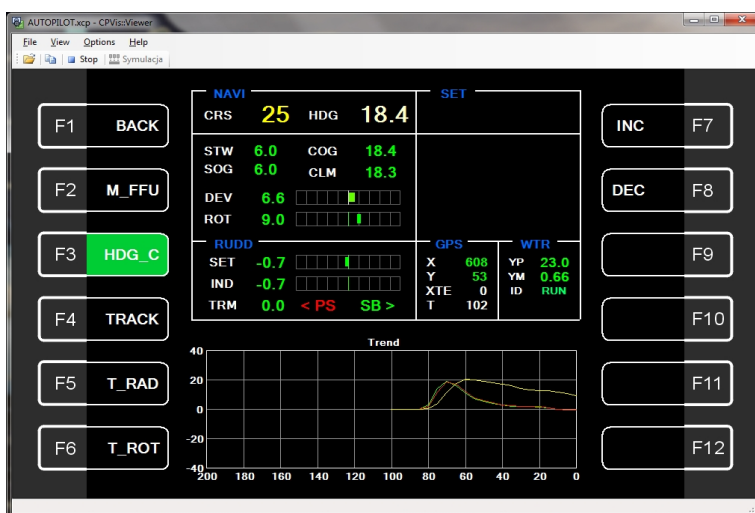 AUTOPILOT.xcp - CPVis::Viewer
File View Options Help
Stop Symulacja
F1 BACK
F2 M_FFU
F3 HDG_C
F4 TRACK
F5 T_RAD
F6 T_ROT
NAVI
CRS 25 HDG 18.4
STW 6.0 COG 18.4
SOG 6.0 CLM 18.3
DEV 6.6
ROT 9.0
RUDD
SET -0.7
IND -0.7
TRM 0.0 < PS SB >
SET
GPS
X 608
Y 53
XTE 0
T 102
WTR
YP 23.0
YM 0.66
ID RUN
Trend
40
20
0
-20
-40
200 180 160 140 120 100 80 60 40 20 0
INC F7
DEC F8
F9
F10
F11
F12